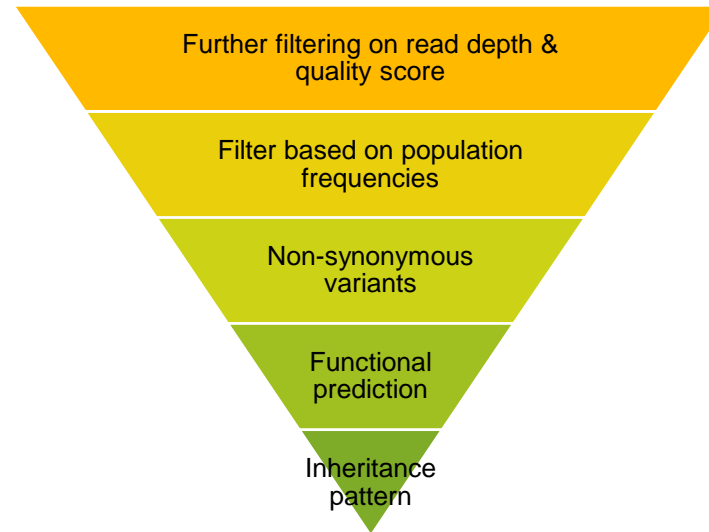 Further filtering on read depth &
quality score
Filter based on population
frequencies
Non-synonymous
variants
Functional
prediction
Inheritance
pattern